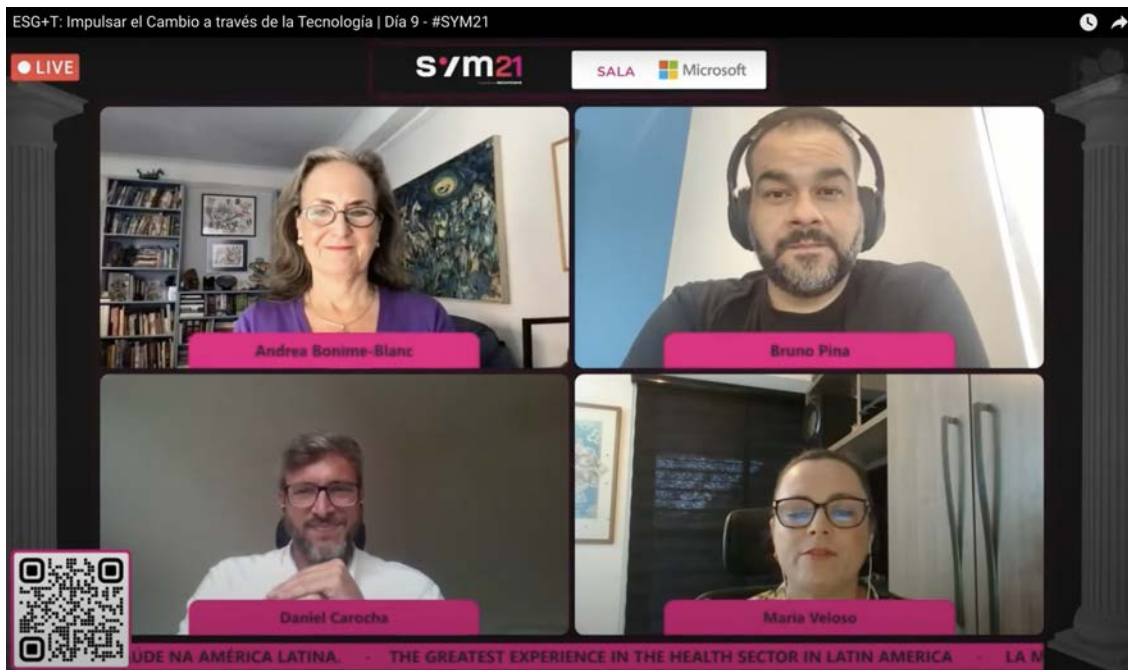 ESG+T: Impulsar el Cambio a través de la Tecnología | Día 9 - #SYM21
LIVE
sym21
SALA Microsoft
Andrea Bonime-Blanc
Bruno Pina
Daniel Carocha
Maria Veloso
ÚDE NA AMÉRICA LATINA. - THE GREATEST EXPERIENCE IN THE HEALTH SECTOR IN LATIN AMERICA - LA M